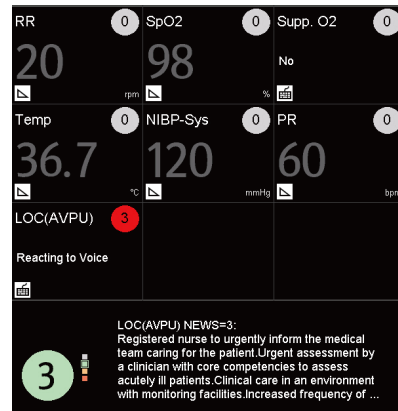 RR 0 SpO2 0 Supp. O2 0
20 98 No
rpm %
Temp 0 NIBP-Sys 0 PR 0
36.7 120 60
°C mmHg bpm
LOC(AVPU) 3
Reacting to Voice
LOC(AVPU) NEWS=3:
Registered nurse to urgently inform the medical
team caring for the patient.Urgent assessment by
a clinician with core competencies to assess
acutely ill patients.Clinical care in an environment
with monitoring facilities.Increased frequency of ...
3